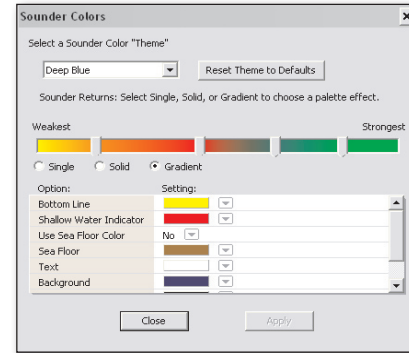 Sounder Colors
Select a Sounder Color "Theme"
Deep Blue
Reset Theme to Defaults
Sounder Returns: Select Single, Solid, or Gradient to choose a palette effect.
Weakest Strongest
Single Solid Gradient
Option: Setting:
Bottom Line
Shallow Water Indicator
Use Sea Floor Color No
Sea Floor
Text
Background
Close Apply